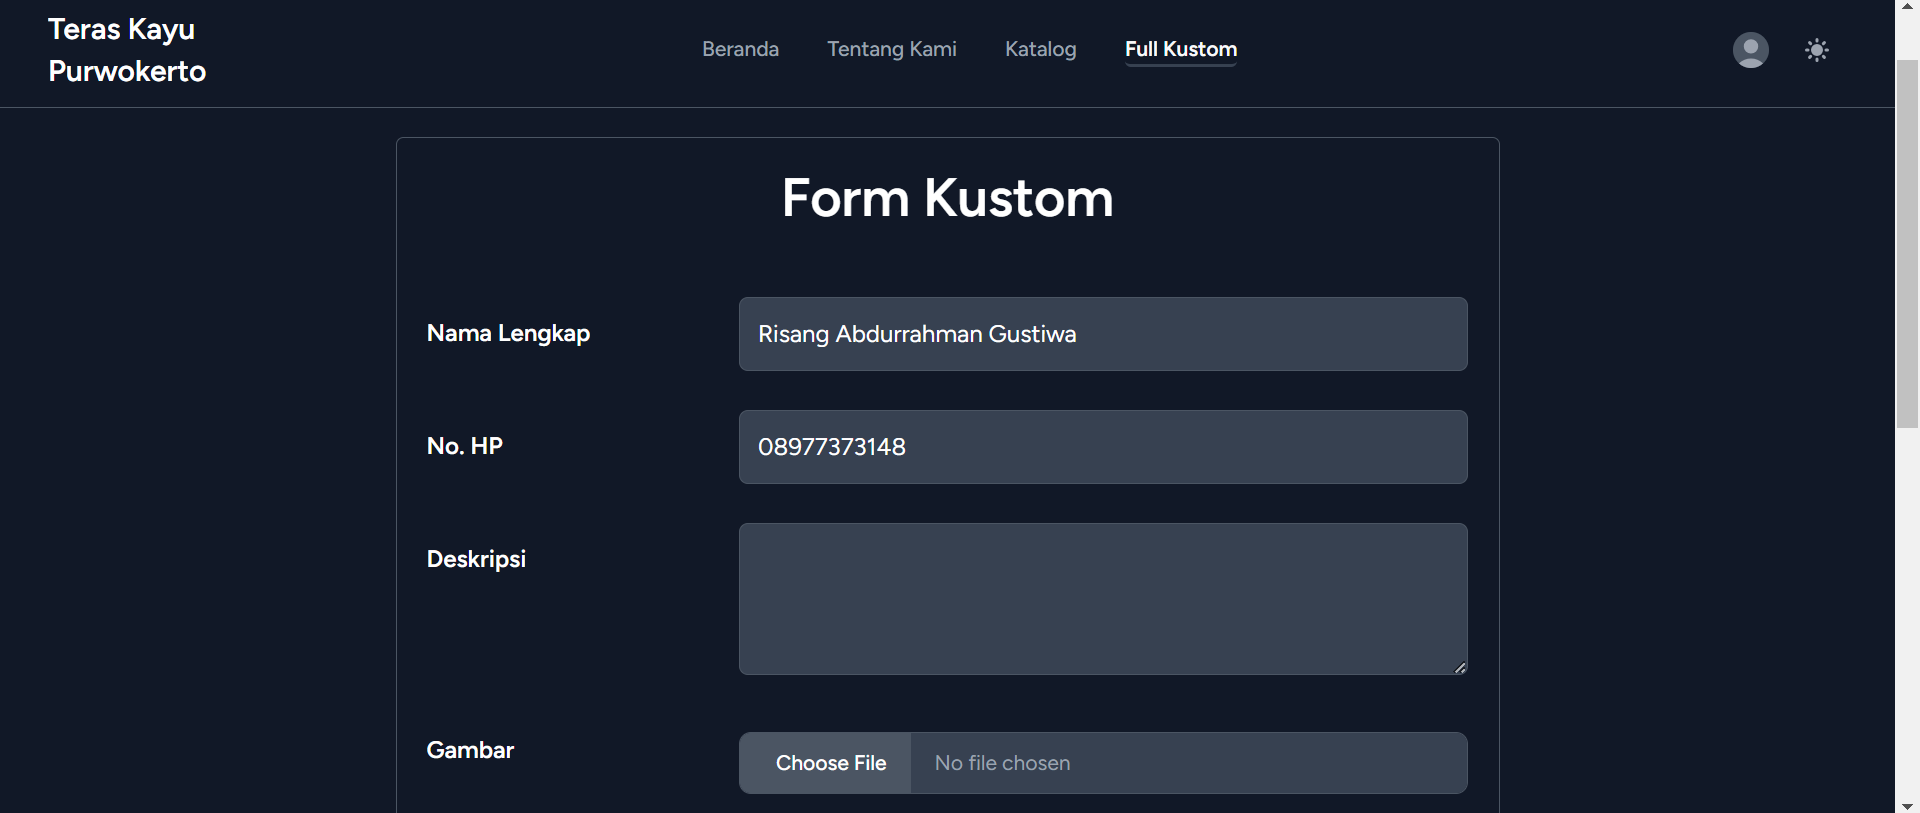 Teras Kayu
Purwokerto
Beranda
Tentang Kami
Katalog
Full Kustom
Form Kustom
Nama Lengkap
Risang Abdurrahman Gustiwa
No. HP
08977373148
Deskripsi
Gambar
Choose File
No file chosen